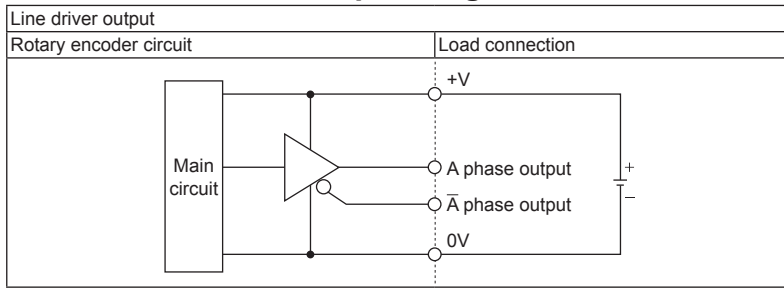 Line driver output
Rotary encoder circuit
Load connection
+V
Main
circuit
A phase output
A̅ phase output
+
−
0V